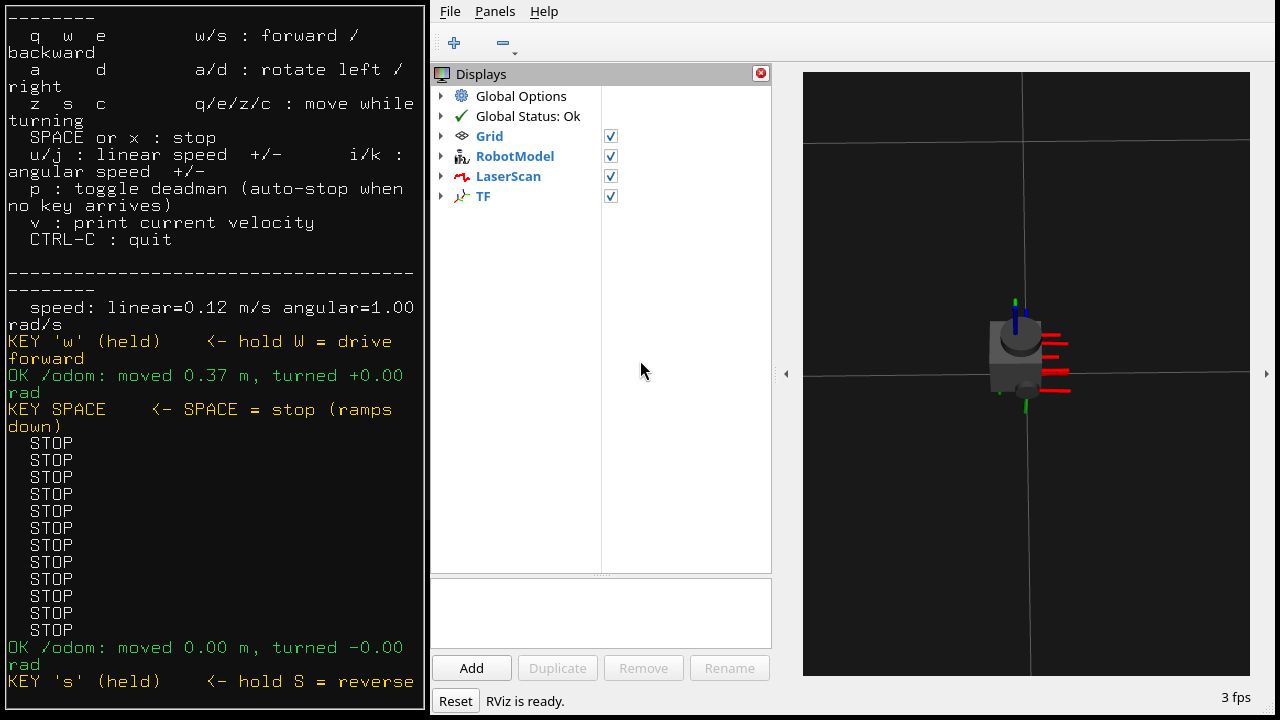 --------
q  w  e        w/s : forward /
backward
a     d        a/d : rotate left /
right
z  s  c        q/e/z/c : move while
turning
SPACE or x : stop
u/j : linear speed  +/-      i/k :
angular speed  +/-
p : toggle deadman (auto-stop when
no key arrives)
v : print current velocity
CTRL-C : quit
------------------------------------
--------
speed: linear=0.12 m/s angular=1.00
rad/s
KEY 'w' (held)    <- hold W = drive
forward
OK /odom: moved 0.37 m, turned +0.00
rad
KEY SPACE    <- SPACE = stop (ramps
down)
STOP
STOP
STOP
STOP
STOP
STOP
STOP
STOP
STOP
STOP
STOP
STOP
OK /odom: moved 0.00 m, turned -0.00
rad
KEY 's' (held)    <- hold S = reverse
File Panels Help
Displays
Global Options
Global Status: Ok
Grid
RobotModel
LaserScan
TF
Add Duplicate Remove Rename
Reset RViz is ready.
3 fps